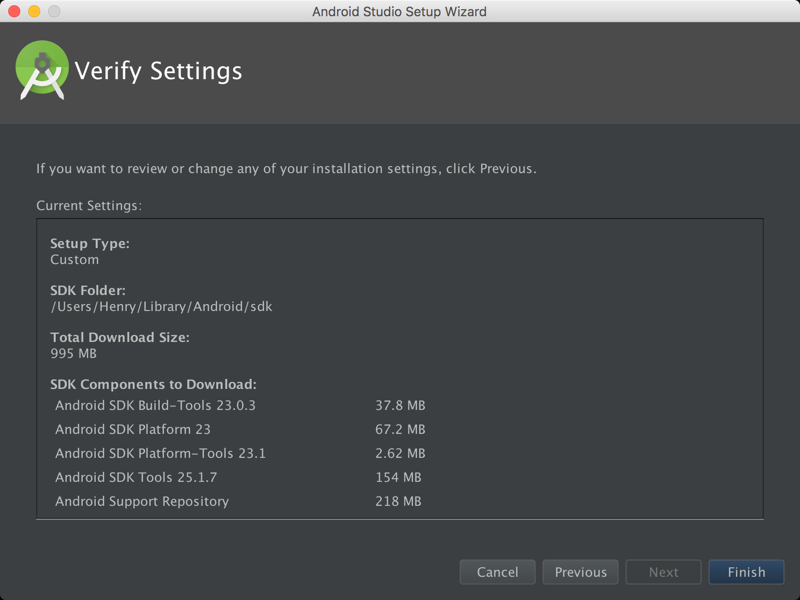 Android Studio Setup Wizard
Verify Settings
If you want to review or change any of your installation settings, click Previous.
Current Settings:
Setup Type:
Custom
SDK Folder:
/Users/Henry/Library/Android/sdk
Total Download Size:
995 MB
SDK Components to Download:
Android SDK Build-Tools 23.0.3 37.8 MB
Android SDK Platform 23 67.2 MB
Android SDK Platform-Tools 23.1 2.62 MB
Android SDK Tools 25.1.7 154 MB
Android Support Repository 218 MB
Cancel Previous Next Finish